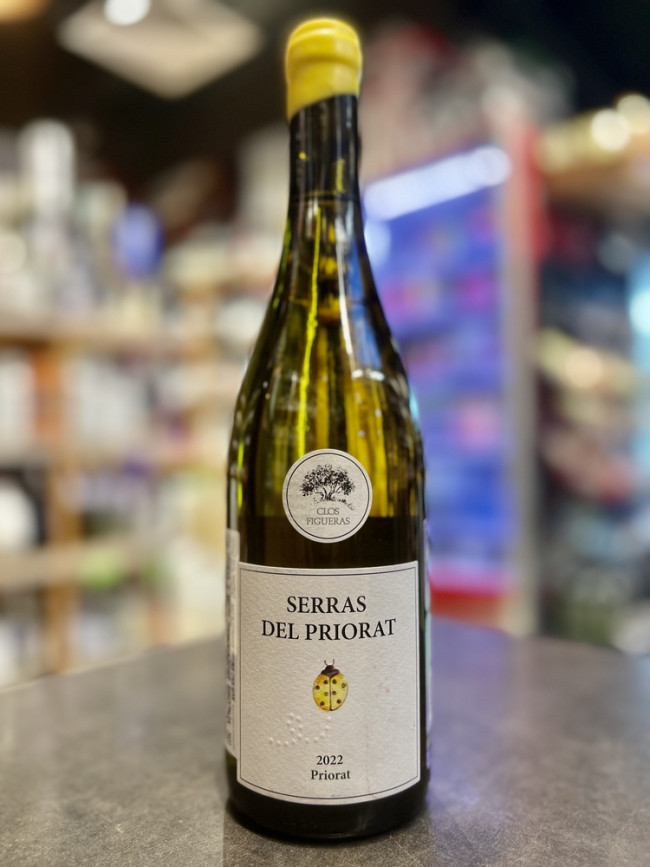 CLOS
FIGUERAS
SERRAS
DEL PRIORAT
2022
Priorat